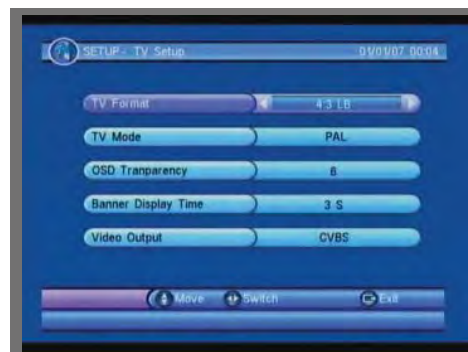 SETUP - TV Setup 01/01/07 00:04
TV Format 4:3 LB
TV Mode PAL
OSD Tranparency 8
Banner Display Time 3 S
Video Output CVBS
Move Switch Exit